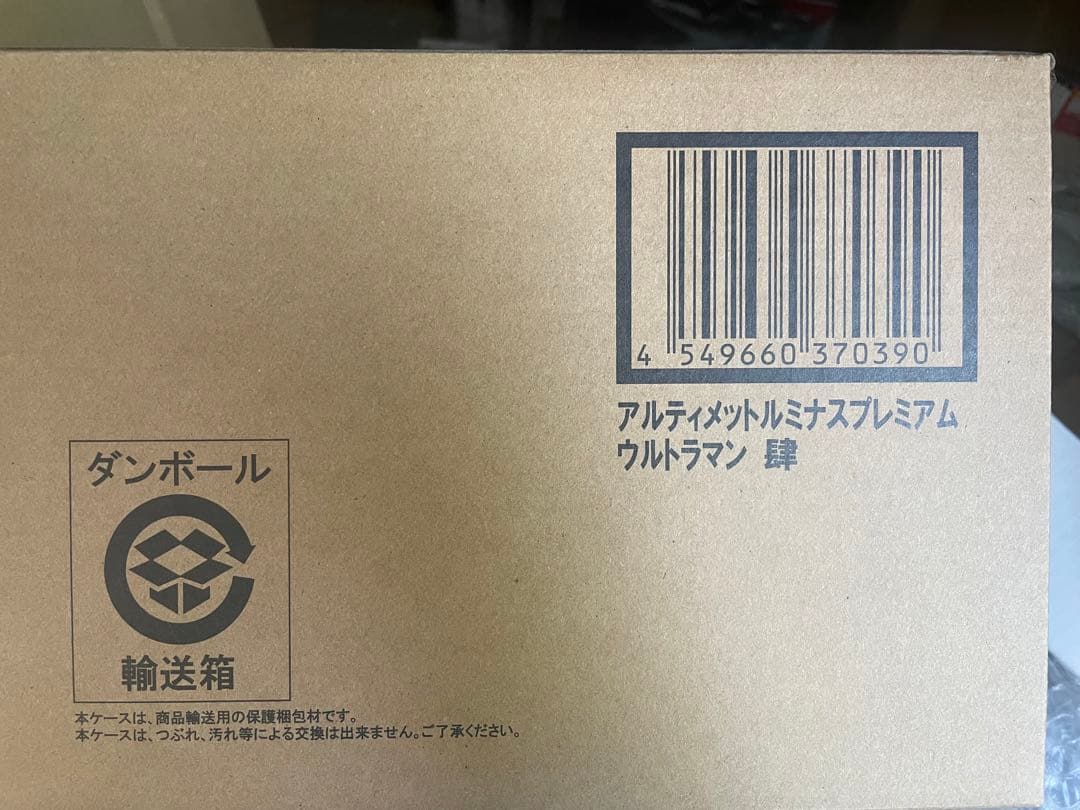 4 549660 370390
アルティメットルミナスプレミアム
ウルトラマン 肆
ダンボール
輸送箱
本ケースは、商品輸送用の保護梱包材です。
本ケースは、つぶれ、汚れ等による交換は出来ません。ご了承ください。